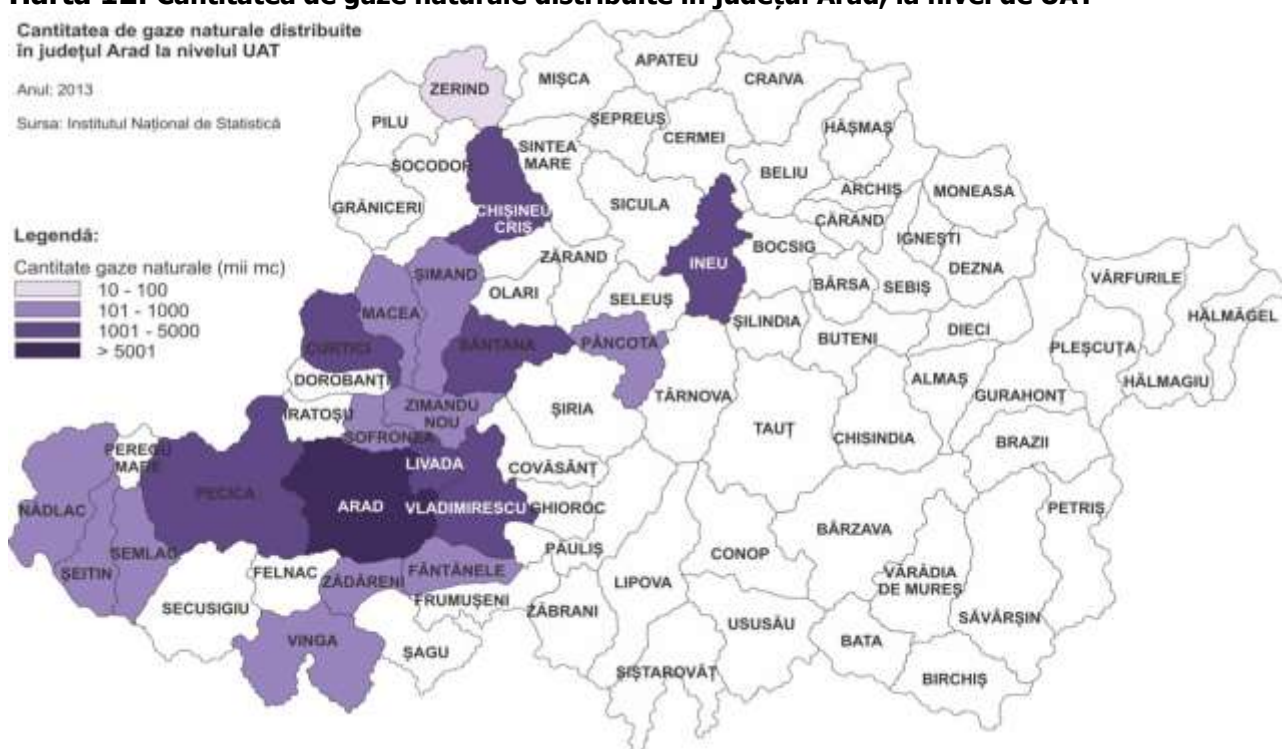 Harta 12. Cantitatea de gaze naturale distribuite în județul Arad, la nivel de UAT
Cantitatea de gaze naturale distribuite
în județul Arad la nivelul UAT
Anul: 2013
Sursa: Institutul Național de Statistică
Legendă:
Cantitate gaze naturale (mii mc)
10 - 100
101 - 1000
1001 - 5000
> 5001
APATEU
MIȘCA
CRAIVA
ZERIND
PILU
ȘEPREUȘ
CERMEI
HĂȘMAȘ
SINTEA
MARE
SOCODOR
BELIU
ARCHIȘ
MONEASA
GRĂNICERI
CHIȘINEU
CRIȘ
SICULA
CĂRAND
IGNEȘTI
BOCSIG
ZĂRAND
INEU
DEZNA
ȘIMAND
VÂRFURILE
BÂRSA
SEBIȘ
OLARI
SELEUȘ
MACEA
HĂLMĂGEL
ȘILINDIA
DIECI
BUTENI
CURTICI
SÂNTANA
PÂNCOTA
PLEȘCUȚA
DOROBANȚI
ALMAȘ
HĂLMAGIU
TÂRNOVA
GURAHONȚ
ZIMANDU
NOU
IRATOȘU
ȘIRIA
TAUȚ
SOFRONEA
CHISINDIA
BRAZII
PEREGU
MARE
LIVADA
COVĂSÂNȚ
PECICA
ARAD
VLADIMIRESCU
GHIOROC
PETRIȘ
NĂDLAC
BÂRZAVA
SEMLAC
PĂULIȘ
CONOP
ȘEITIN
FELNAC
ZĂDĂRENI
FÂNTÂNELE
LIPOVA
VĂRĂDIA
DE MUREȘ
FRUMUȘENI
SECUSIGIU
ZĂBRANI
SĂVÂRȘIN
USUSĂU
VINGA
BATA
ȘAGU
ȘIȘTAROVĂȚ
BIRCHIȘ